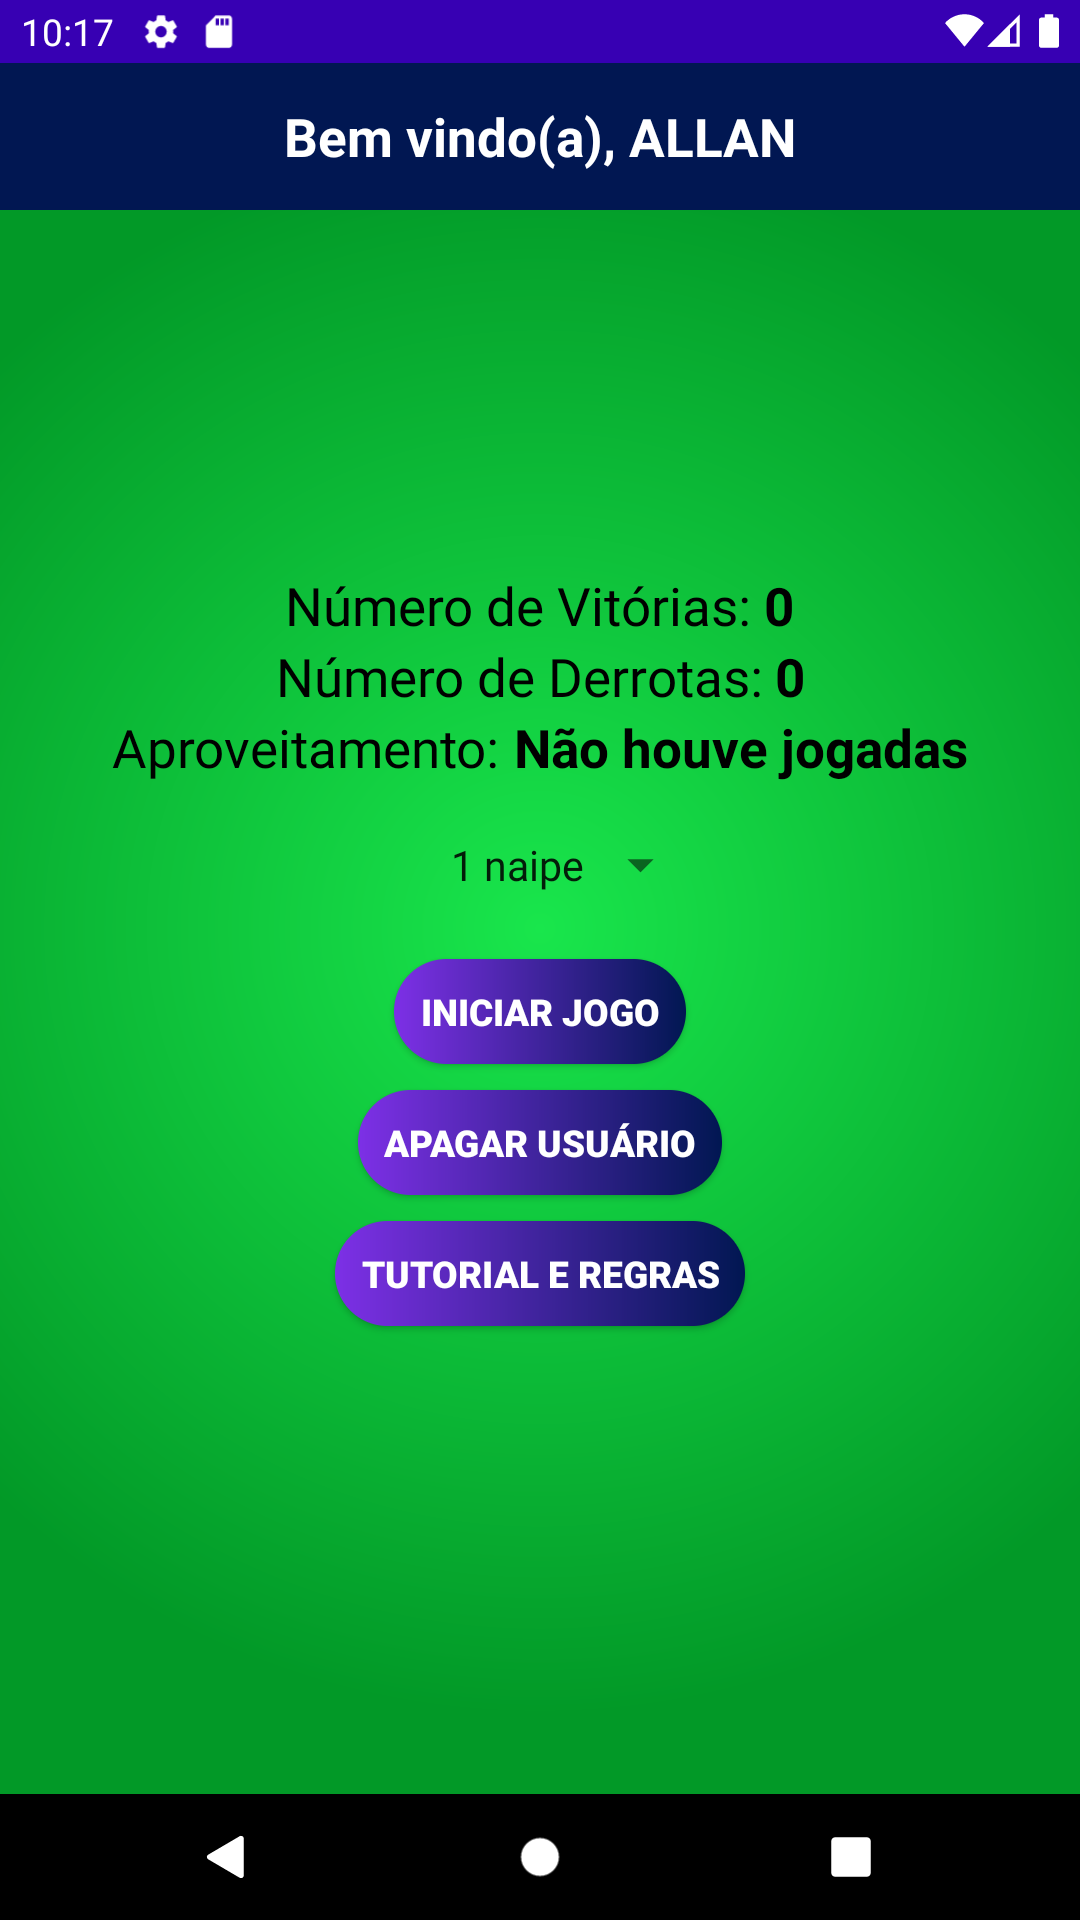 10:17
Bem vindo(a), ALLAN
Número de Vitórias: 0
Número de Derrotas: 0
Aproveitamento: Não houve jogadas
1 naipe
INICIAR JOGO
APAGAR USUÁRIO
TUTORIAL E REGRAS